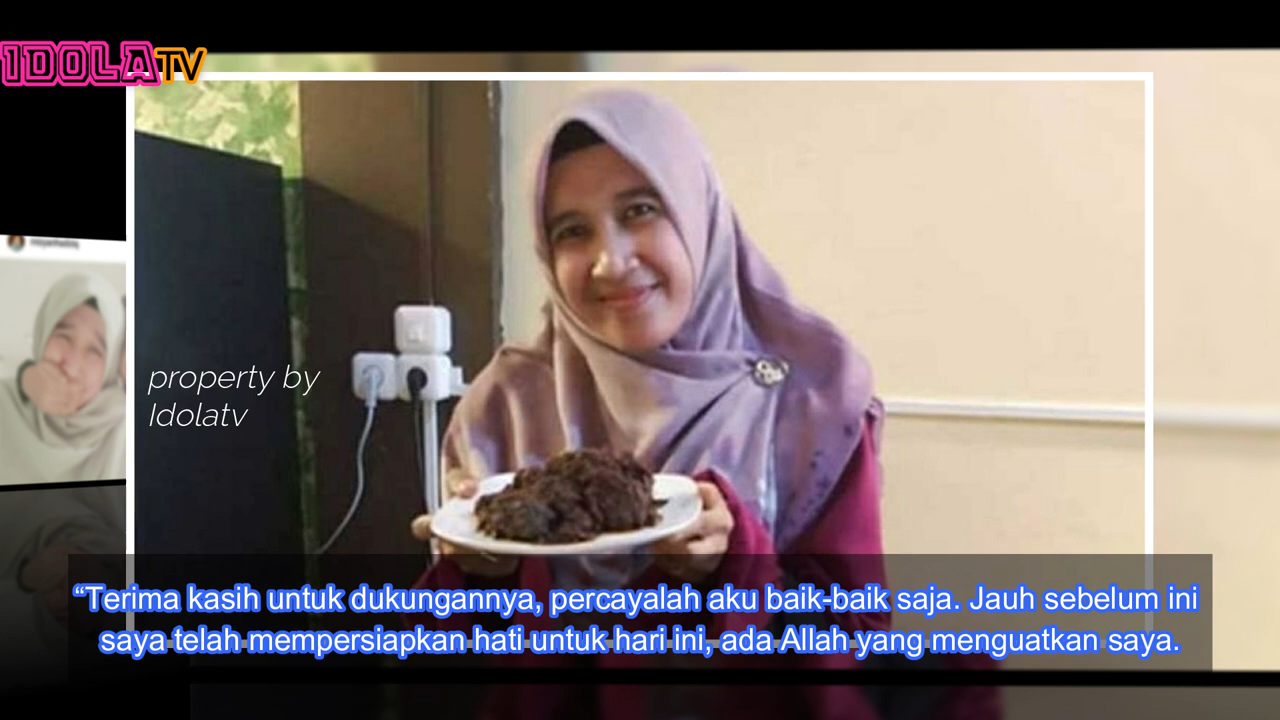 IDOLATV
property by
Idolatv
“Terima kasih untuk dukungannya, percayalah aku baik-baik saja. Jauh sebelum ini
saya telah mempersiapkan hati untuk hari ini, ada Allah yang menguatkan saya.